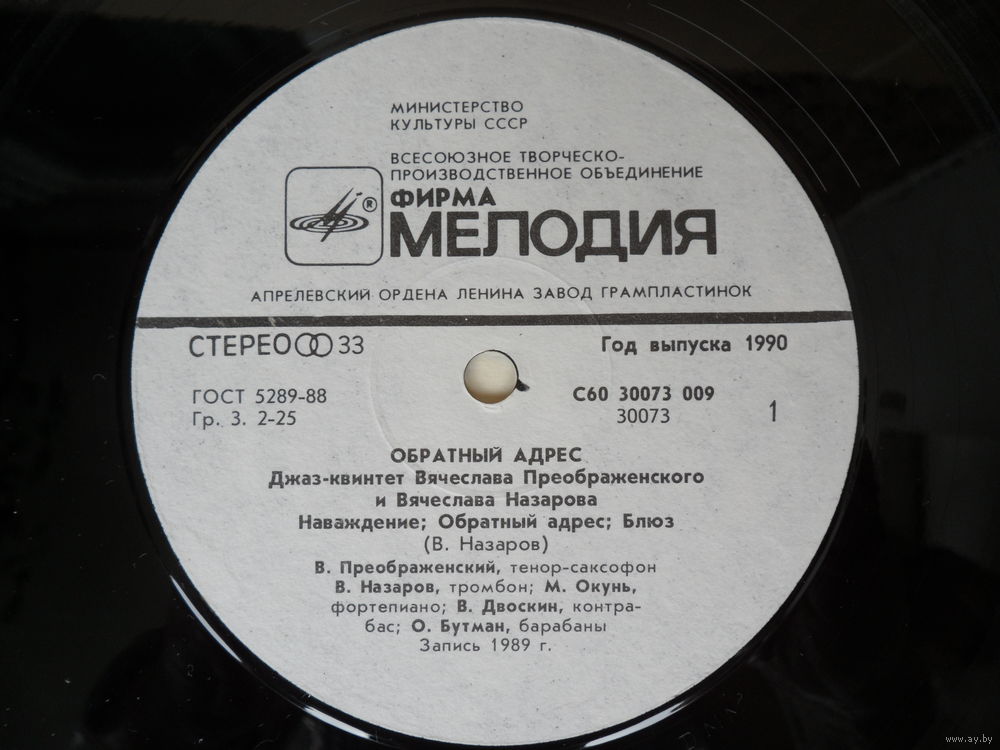 МИНИСТЕРСТВО
КУЛЬТУРЫ СССР
ВСЕСОЮЗНОЕ ТВОРЧЕСКО-
ПРОИЗВОДСТВЕННОЕ ОБЪЕДИНЕНИЕ
ФИРМА
® МЕЛОДИЯ
АПРЕЛЕВСКИЙ ОРДЕНА ЛЕНИНА ЗАВОД ГРАМПЛАСТИНОК
СТЕРЕО 33
Год выпуска 1990
ГОСТ 5289-88
Гр. 3. 2-25
С60 30073 009
30073
1
ОБРАТНЫЙ АДРЕС
Джаз-квинтет Вячеслава Преображенского
и Вячеслава Назарова
Наваждение; Обратный адрес; Блюз
(В. Назаров)
В. Преображенский, тенор-саксофон
В. Назаров, тромбон; М. Окунь,
фортепиано; В. Двоскин, контра-
бас; О. Бутман, барабаны
Запись 1989 г.
www.ay.by